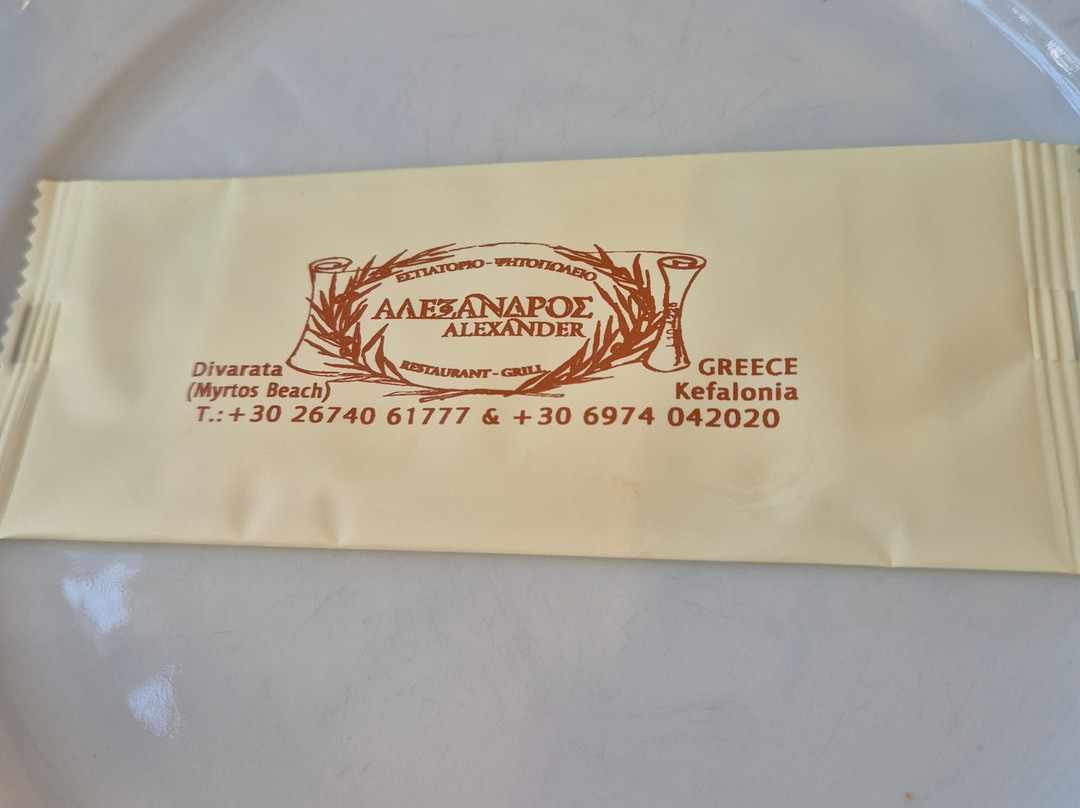 ΕΣΤΙΑΤΟΡΙΟ - ΨΗΤΟΠΩΛΕΙΟ
ΑΛΕΞΑΝΔΡΟΣ
ALEXANDER
RESTAURANT - GRILL
Divarata
(Myrtos Beach)
GREECE
Kefalonia
T.:+30 26740 61777 & +30 6974 042020